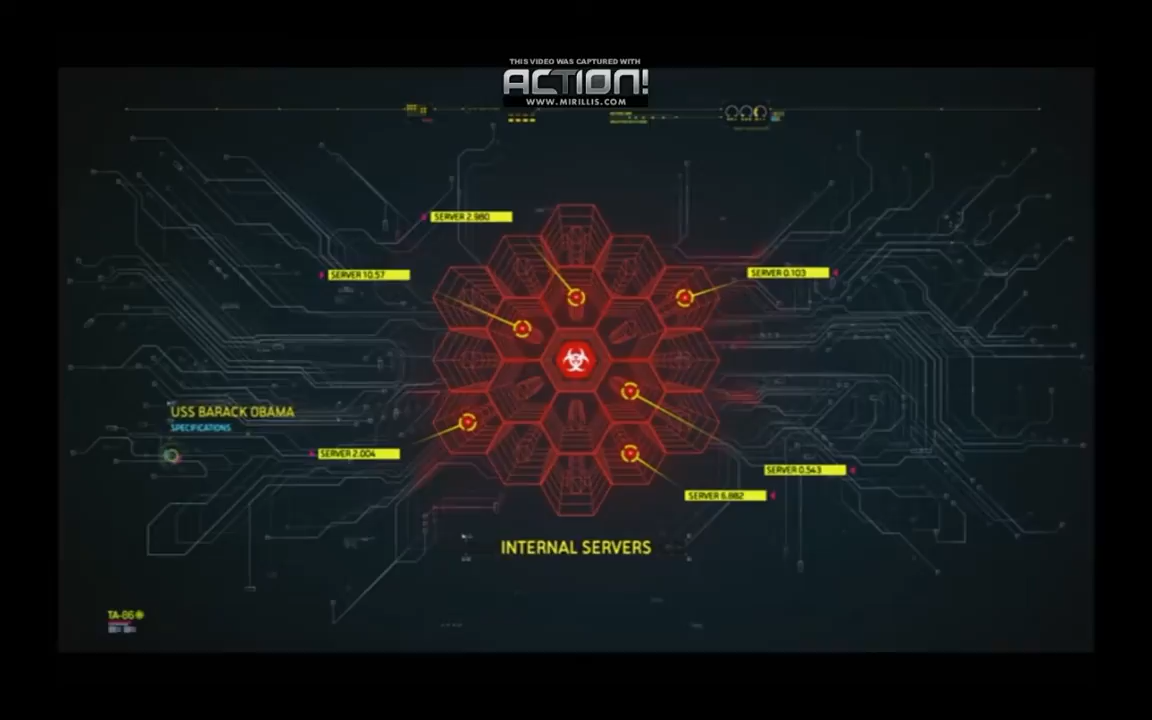 THIS VIDEO WAS CAPTURED WITH
ACTION!
WWW.MIRILLIS.COM
SERVER 2.980
SERVER 10.57
SERVER 0.103
USS BARACK OBAMA
SPECIFICATIONS
SERVER 2.004
SERVER 0.543
SERVER 6.882
INTERNAL SERVERS
TA-86